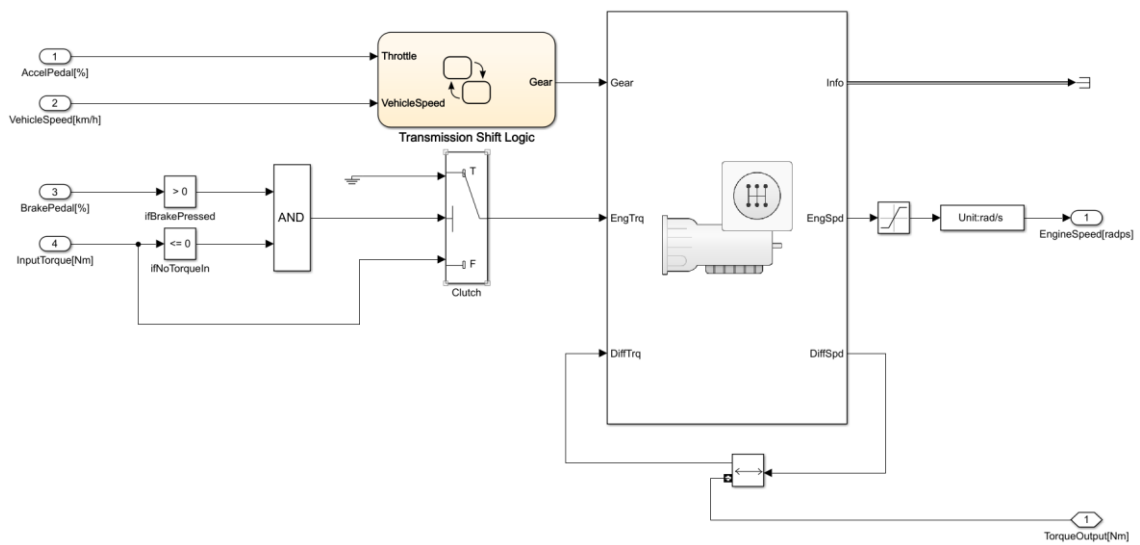 1
AccelPedal[%]
2
VehicleSpeed[km/h]
Throttle
VehicleSpeed
Gear
Transmission Shift Logic
3
BrakePedal[%]
> 0
ifBrakePressed
4
InputTorque[Nm]
<= 0
ifNoTorqueIn
AND
T
F
Clutch
Gear
Info
EngTrq
EngSpd
DiffTrq
DiffSpd
Unit:rad/s
1
EngineSpeed[radps]
1
TorqueOutput[Nm]